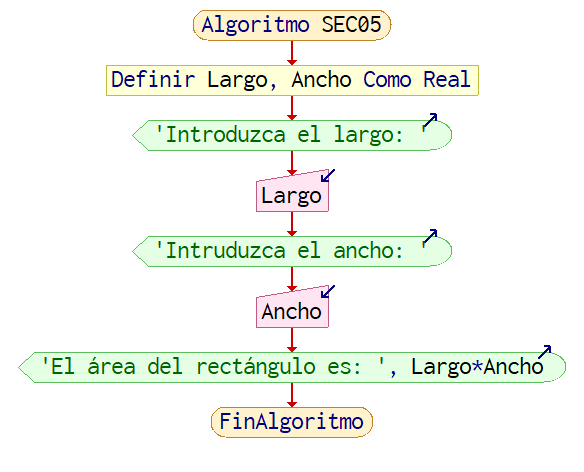 Algoritmo SEC05
Definir Largo, Ancho Como Real
'Introduzca el largo: '
Largo
'Intruduzca el ancho: '
Ancho
'El área del rectángulo es: ', Largo*Ancho
FinAlgoritmo